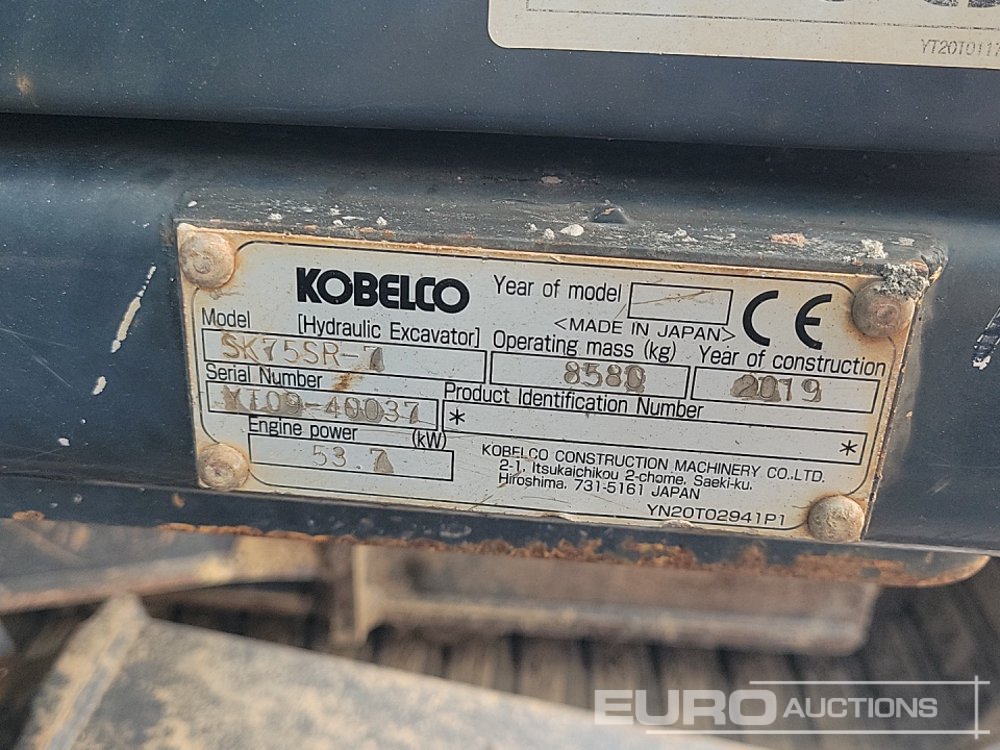 YT20T0117
KOBELCO
Year of model
<MADE IN JAPAN>
CE
Model [Hydraulic Excavator]
SK75SR-7
Operating mass (kg)
8580
Year of construction
2019
Serial Number
YT09-40037
Product Identification Number
* *
Engine power (kW)
53.7
KOBELCO CONSTRUCTION MACHINERY CO.,LTD.
2-1, Itsukaichikou 2-chome, Saeki-ku,
Hiroshima, 731-5161 JAPAN
YN20T02941P1
EURO AUCTIONS